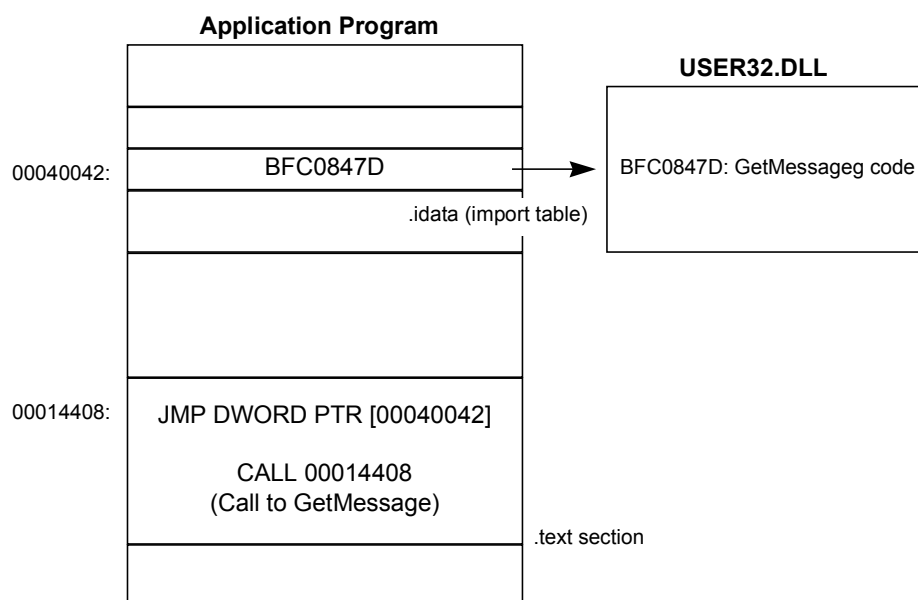 Application Program
USER32.DLL
00040042:
BFC0847D
BFC0847D: GetMessageg code
.idata (import table)
00014408:
JMP DWORD PTR [00040042]
CALL 00014408
(Call to GetMessage)
.text section